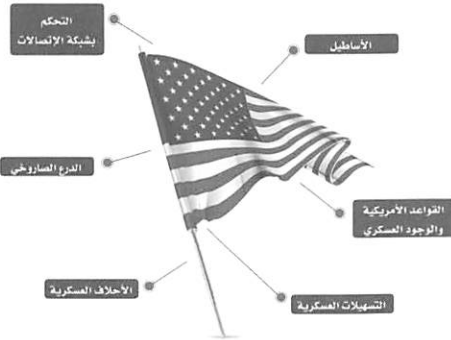 التحكم
بشبكة الإتصالات
الأساطيل
الدرع الصاروخي
القواعد الأمريكية
والوجود العسكري
الأحلاف العسكرية
التسهيلات العسكرية